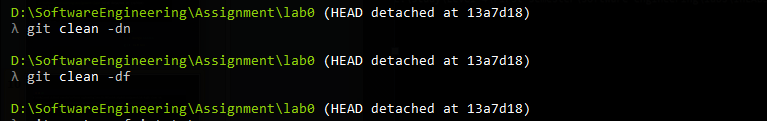 D:\SoftwareEngineering\Assignment\lab0 (HEAD detached at 13a7d18)
λ git clean -dn
D:\SoftwareEngineering\Assignment\lab0 (HEAD detached at 13a7d18)
λ git clean -df
D:\SoftwareEngineering\Assignment\lab0 (HEAD detached at 13a7d18)